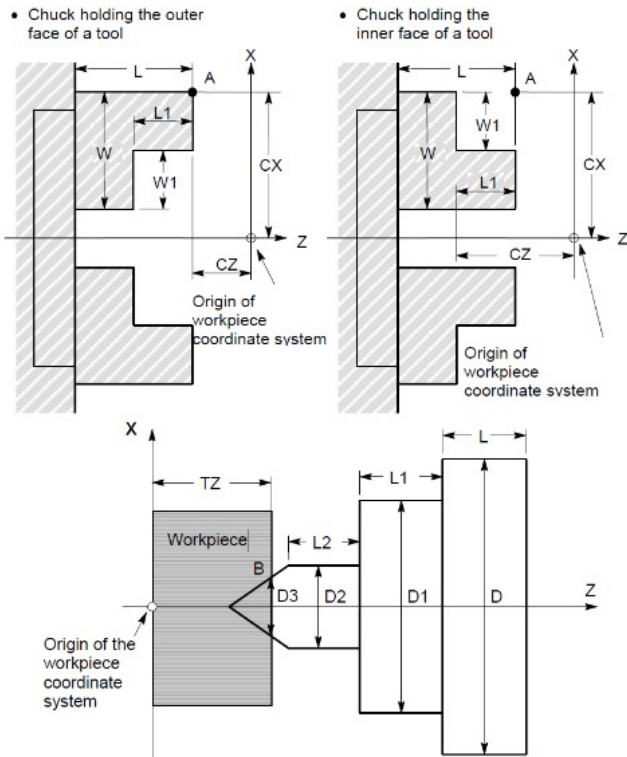 • Chuck holding the outer
face of a tool
L
A
X
L1
W
W1
CX
Z
CZ
Origin of
workpiece
coordinate system
• Chuck holding the
inner face of a tool
L
A
X
W1
W
CX
L1
Z
CZ
Origin of
workpiece
coordinate system
X
TZ
L
L1
L2
Workpiece
B
D3
D2
D1
D
Z
Origin of the
workpiece
coordinate
system